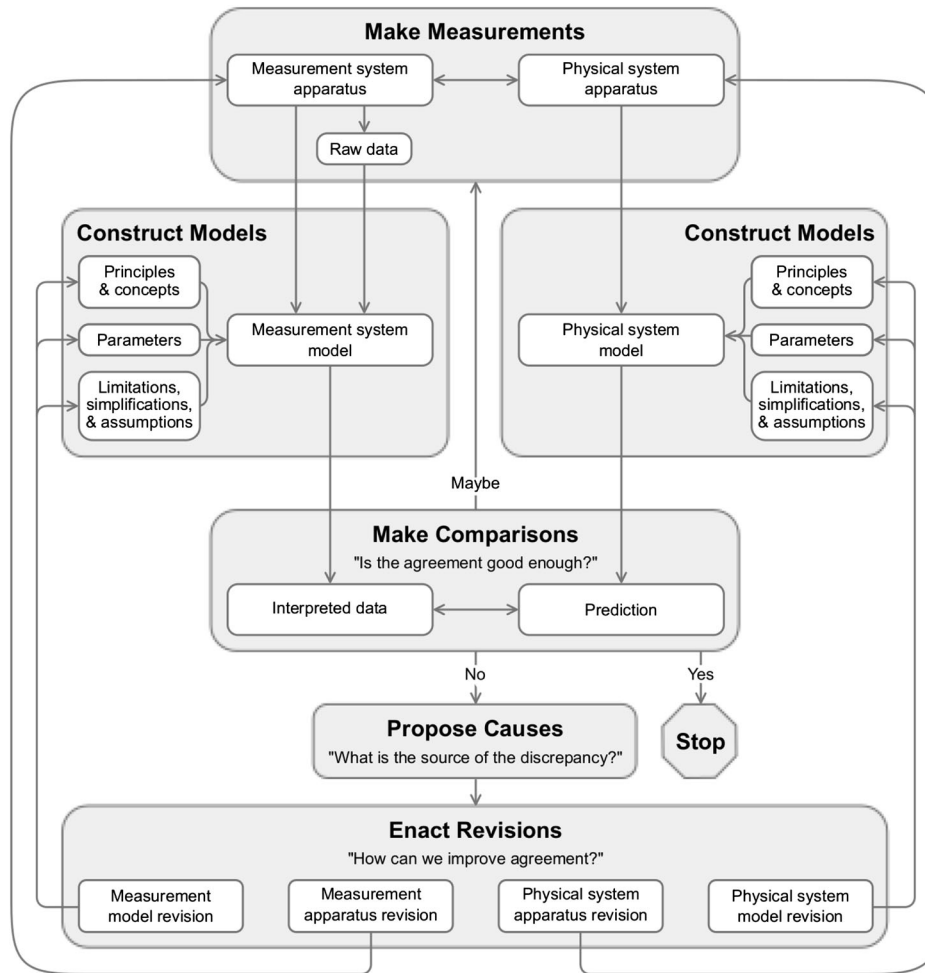 Make Measurements
Measurement system
apparatus
Physical system
apparatus
Raw data
Construct Models
Principles
& concepts
Parameters
Limitations,
simplifications,
& assumptions
Measurement system
model
Construct Models
Physical system
model
Principles
& concepts
Parameters
Limitations,
simplifications,
& assumptions
Maybe
Make Comparisons
"Is the agreement good enough?"
Interpreted data
Prediction
No
Yes
Propose Causes
"What is the source of the discrepancy?"
Stop
Enact Revisions
"How can we improve agreement?"
Measurement
model revision
Measurement
apparatus revision
Physical system
apparatus revision
Physical system
model revision